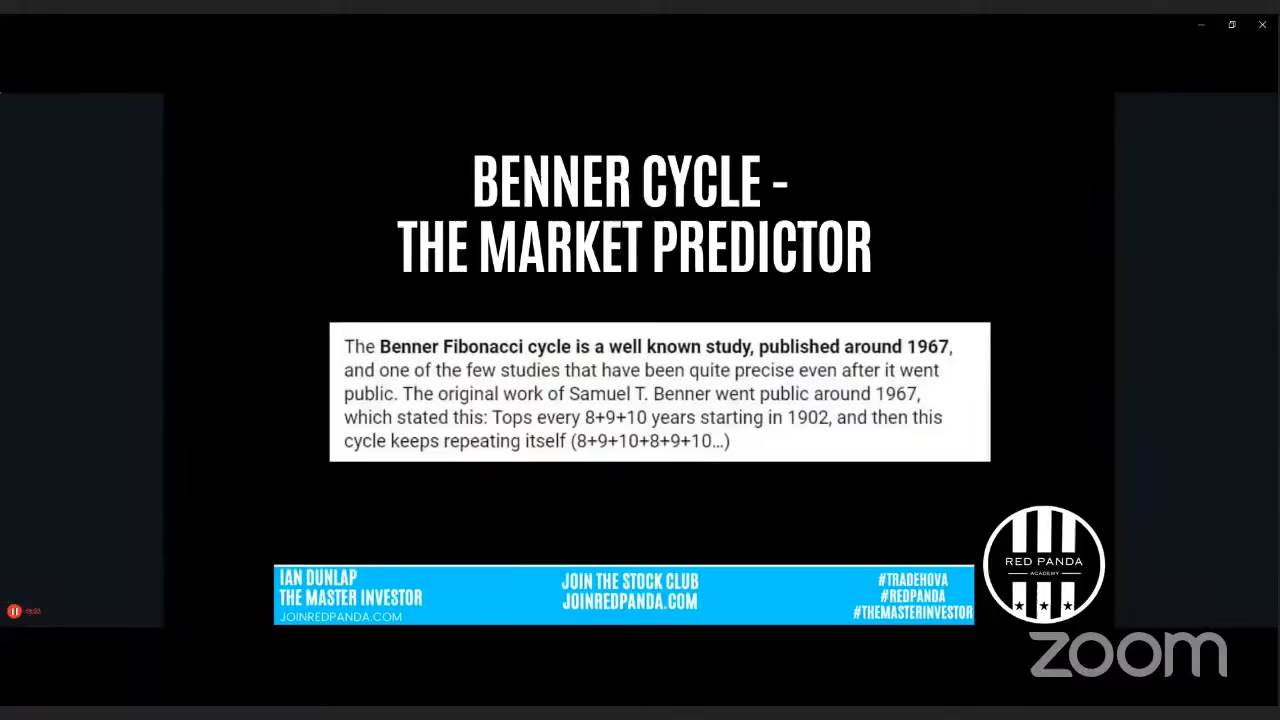 BENNER CYCLE -
THE MARKET PREDICTOR
The Benner Fibonacci cycle is a well known study, published around 1967,
and one of the few studies that have been quite precise even after it went
public. The original work of Samuel T. Benner went public around 1967,
which stated this: Tops every 8+9+10 years starting in 1902, and then this
cycle keeps repeating itself (8+9+10+8+9+10...)
IAN DUNLAP
THE MASTER INVESTOR
JOINREDPANDA.COM
JOIN THE STOCK CLUB
JOINREDPANDA.COM
#TRADEHOVA
#REDPANDA
#THEMASTERINVESTOR
RED PANDA
ACADEMY
zoom